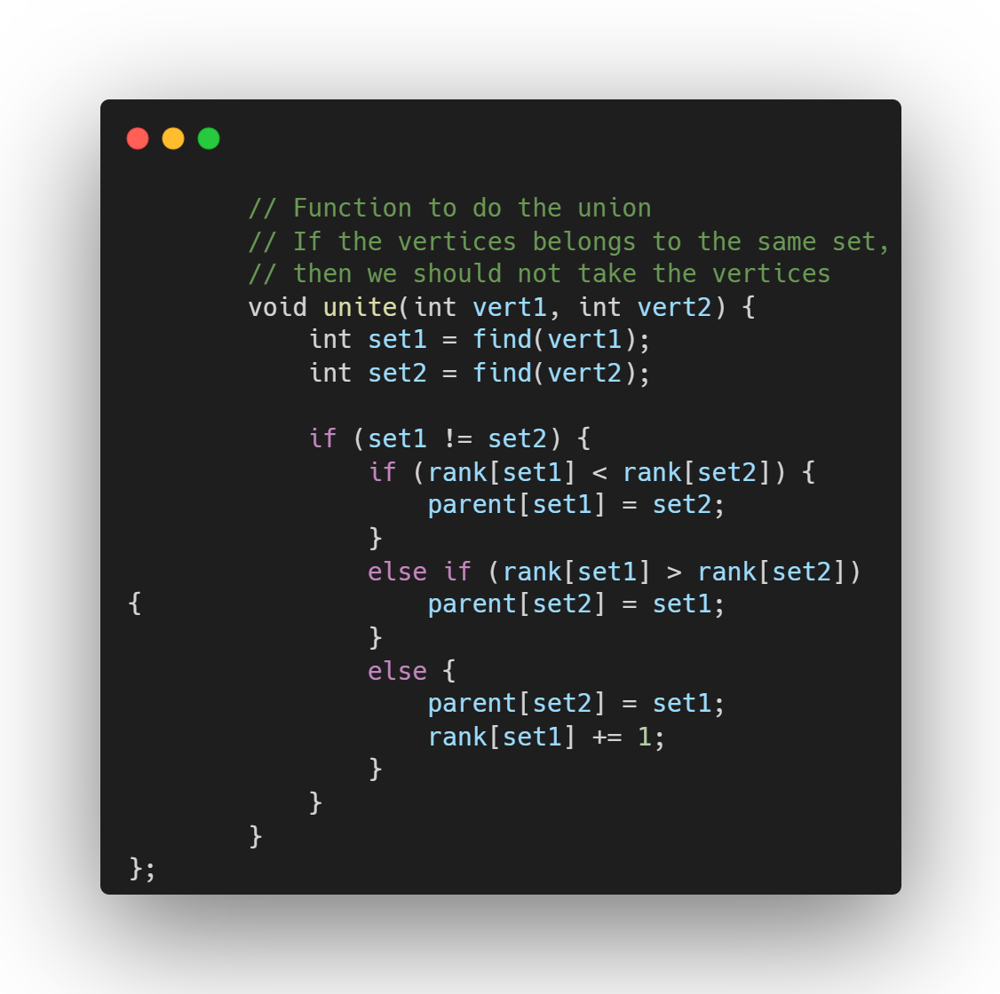 // Function to do the union
// If the vertices belongs to the same set,
// then we should not take the vertices
void unite(int vert1, int vert2) {
    int set1 = find(vert1);
    int set2 = find(vert2);

    if (set1 != set2) {
        if (rank[set1] < rank[set2]) {
            parent[set1] = set2;
        }
        else if (rank[set1] > rank[set2])
{            parent[set2] = set1;
        }
        else {
            parent[set2] = set1;
            rank[set1] += 1;
        }
    }
}
};